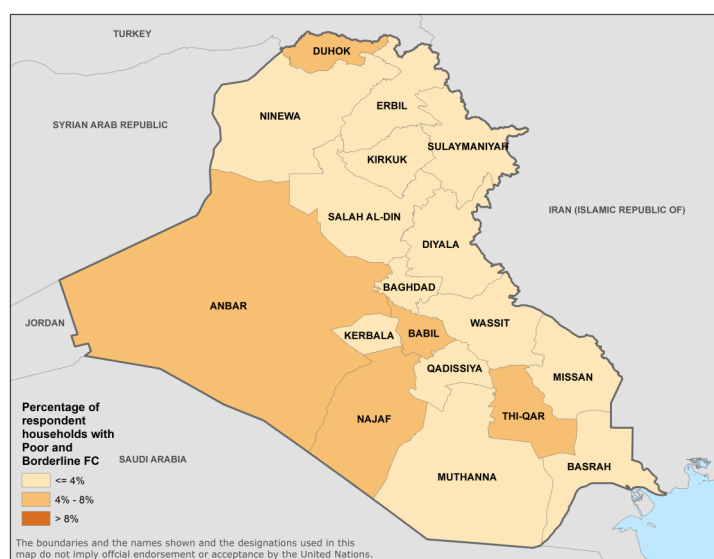 TURKEY
DUHOK
SYRIAN ARAB REPUBLIC
NINEWA
ERBIL
SULAYMANIYAH
KIRKUK
IRAN (ISLAMIC REPUBLIC OF)
SALAH AL-DIN
DIYALA
BAGHDAD
ANBAR
JORDAN
WASSIT
KERBALA
BABIL
QADISSIYA
MISSAN
NAJAF
THI-QAR
Percentage of
respondent
households with
Poor and
Borderline FC
SAUDI ARABIA
BASRAH
MUTHANNA
<= 4%
4% - 8%
> 8%
The boundaries and the names shown and the designations used in this
map do not imply offcial endorsement or acceptance by the United Nations.